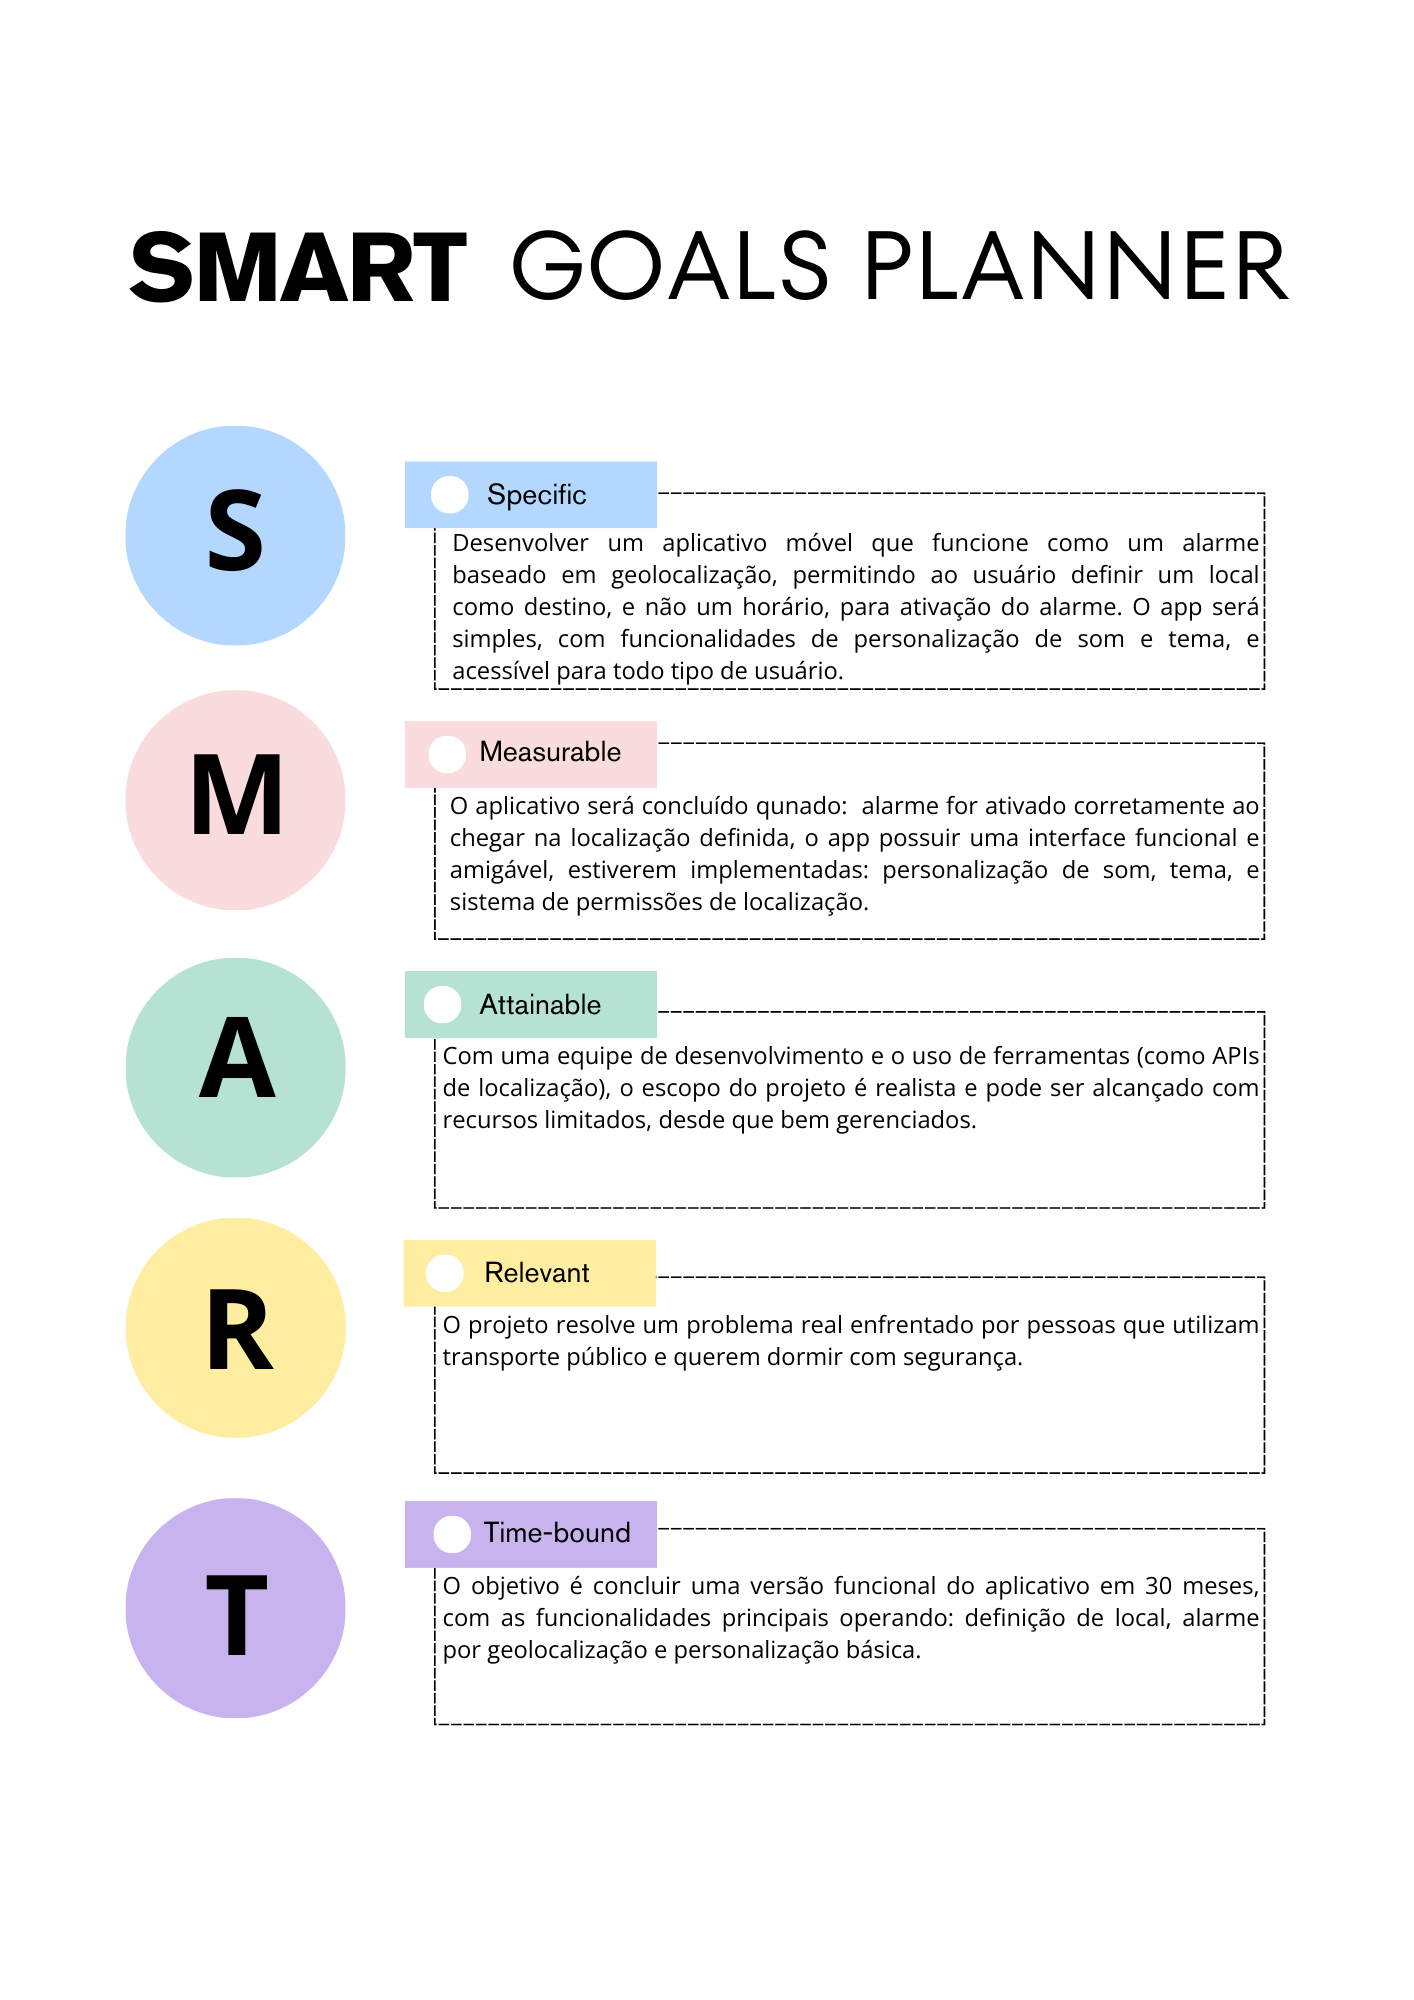 SMART GOALS PLANNER
S
Specific
Desenvolver um aplicativo móvel que funcione como um alarme
baseado em geolocalização, permitindo ao usuário definir um local
como destino, e não um horário, para ativação do alarme. O app será
simples, com funcionalidades de personalização de som e tema, e
acessível para todo tipo de usuário.
M
Measurable
O aplicativo será concluído qunado:  alarme for ativado corretamente ao
chegar na localização definida, o app possuir uma interface funcional e
amigável, estiverem implementadas: personalização de som, tema, e
sistema de permissões de localização.
A
Attainable
Com uma equipe de desenvolvimento e o uso de ferramentas (como APIs
de localização), o escopo do projeto é realista e pode ser alcançado com
recursos limitados, desde que bem gerenciados.
R
Relevant
O projeto resolve um problema real enfrentado por pessoas que utilizam
transporte público e querem dormir com segurança.
T
Time-bound
O objetivo é concluir uma versão funcional do aplicativo em 30 meses,
com as funcionalidades principais operando: definição de local, alarme
por geolocalização e personalização básica.